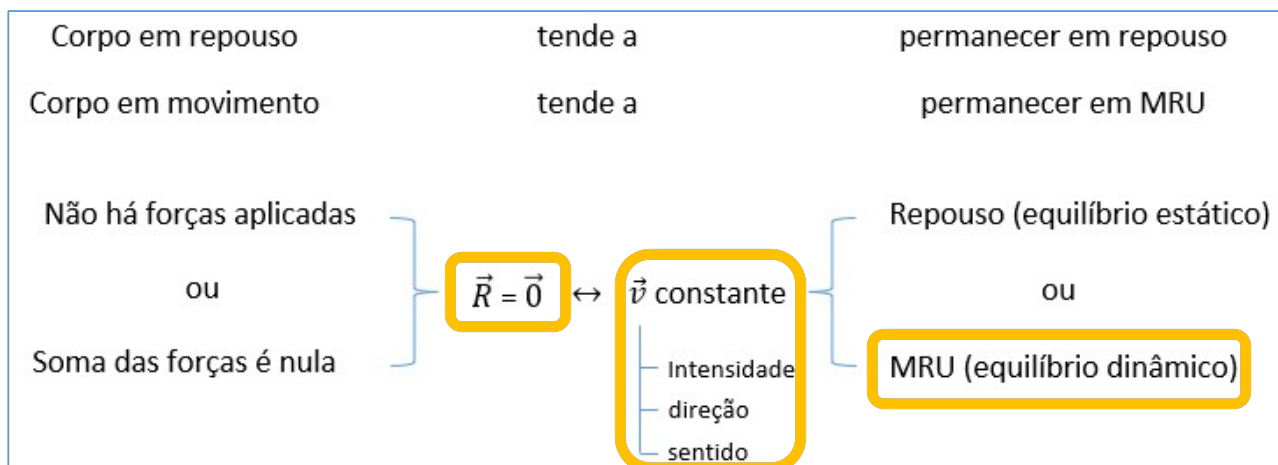 Corpo em repouso tende a permanecer em repouso
Corpo em movimento tende a permanecer em MRU
Não há forças aplicadas
ou
Soma das forças é nula
R⃗ = 0⃗ ↔ v⃗ constante
Intensidade
direção
sentido
Repouso (equilíbrio estático)
ou
MRU (equilíbrio dinâmico)